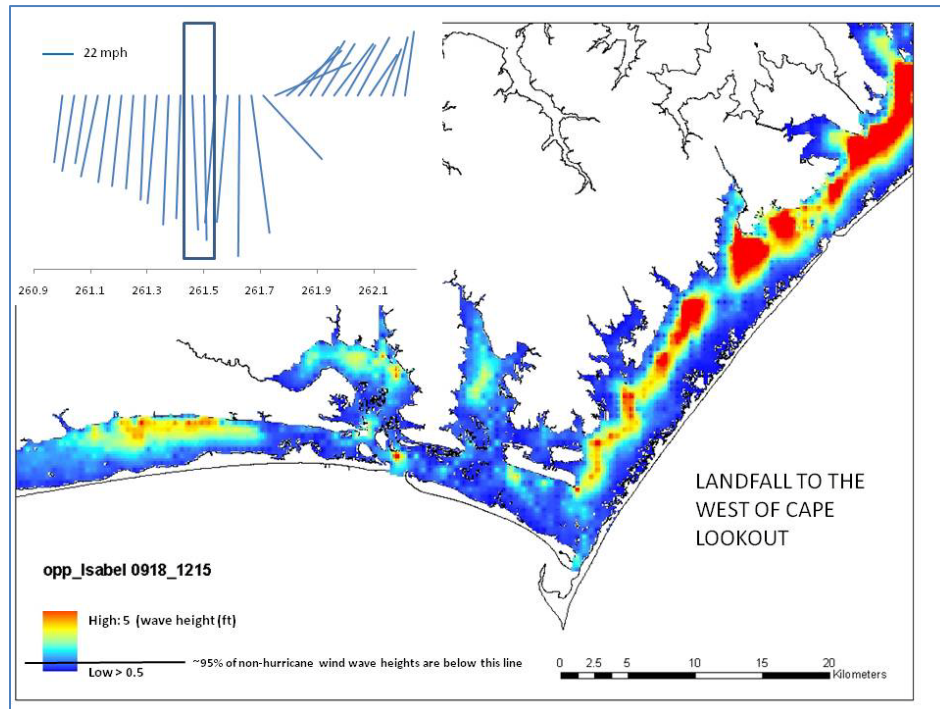 22 mph
260.9 261.1 261.3 261.5 261.7 261.9 262.1
LANDFALL TO THE
WEST OF CAPE
LOOKOUT
opp_Isabel 0918_1215
High: 5 (wave height (ft)
Low > 0.5
~95% of non-hurricane wind wave heights are below this line
0 2.5 5 10 15 20
Kilometers